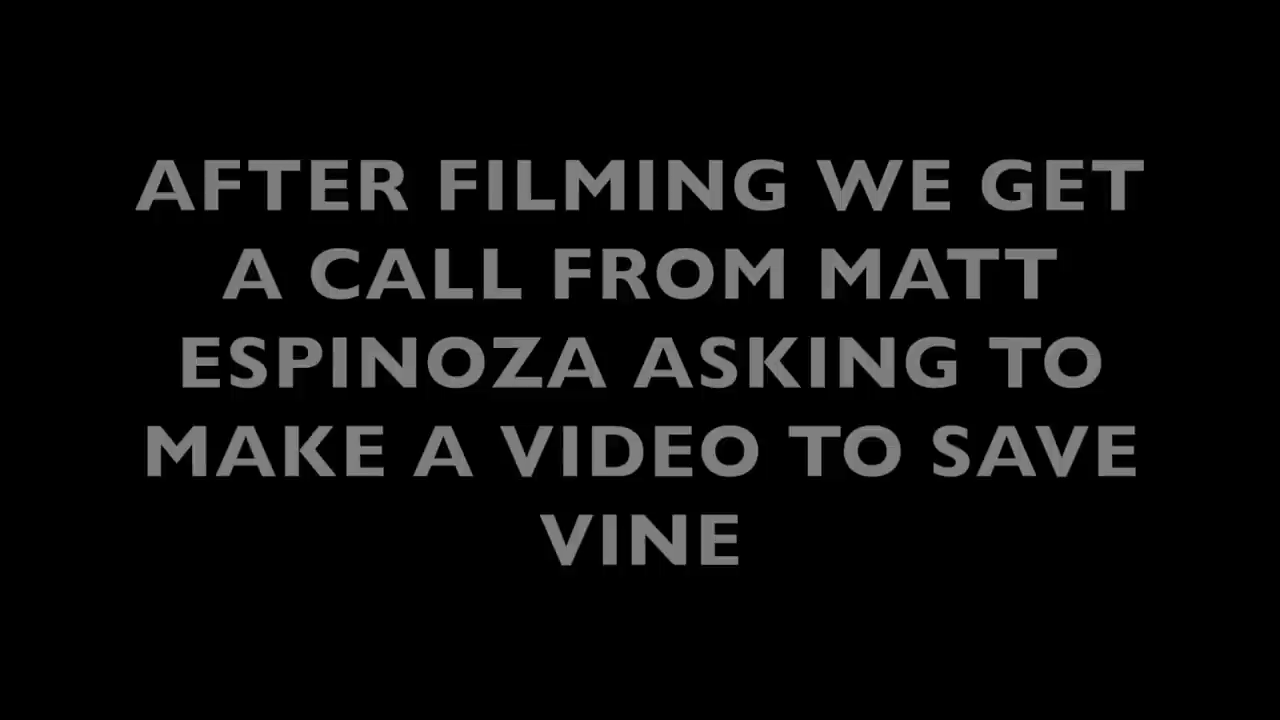 AFTER FILMING WE GET
A CALL FROM MATT
ESPINOZA ASKING TO
MAKE A VIDEO TO SAVE
VINE